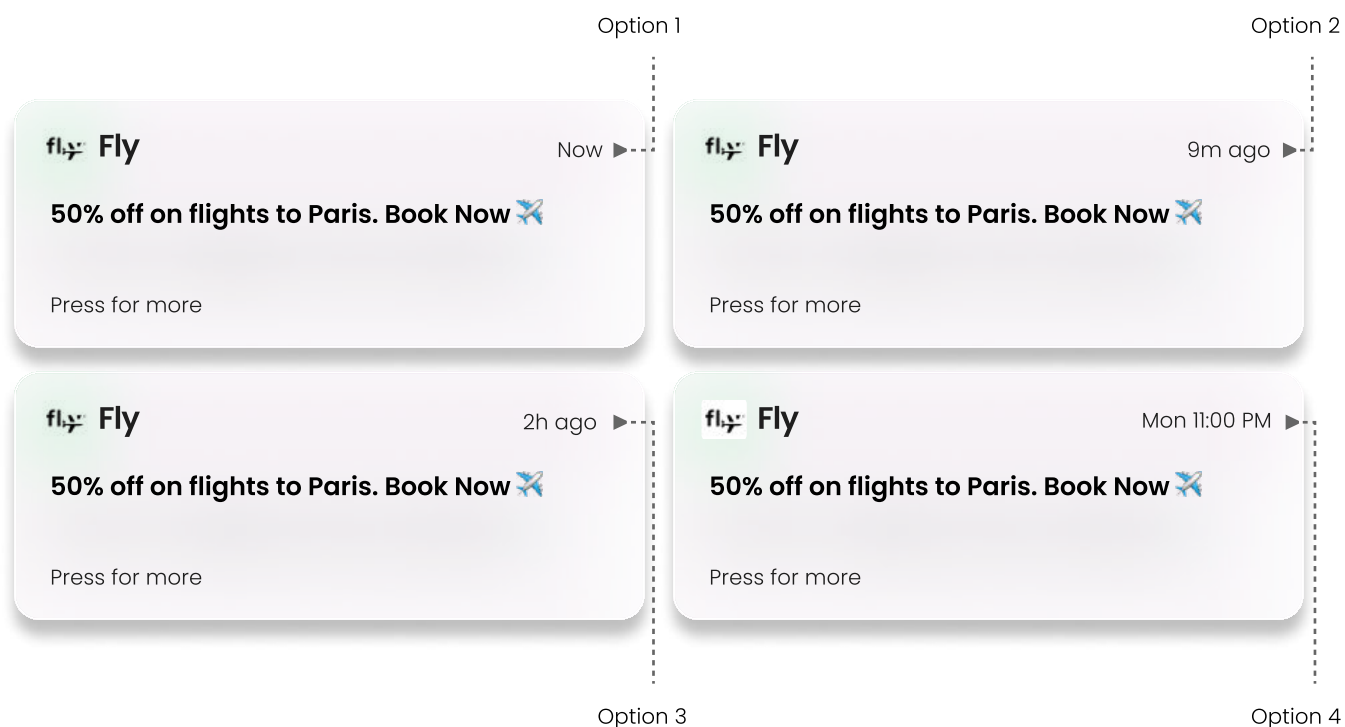 Option 1
Option 2
fly Fly
Now
50% off on flights to Paris. Book Now ✈️
Press for more
fly Fly
9m ago
50% off on flights to Paris. Book Now ✈️
Press for more
fly Fly
2h ago
50% off on flights to Paris. Book Now ✈️
Press for more
fly Fly
Mon 11:00 PM
50% off on flights to Paris. Book Now ✈️
Press for more
Option 3
Option 4